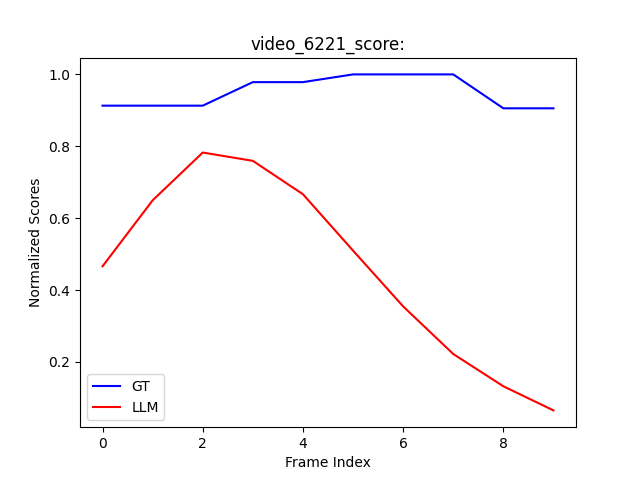 video_6221_score:
Normalized Scores
1.0
0.8
0.6
0.4
0.2
GT
LLM
0 2 4 6 8
Frame Index